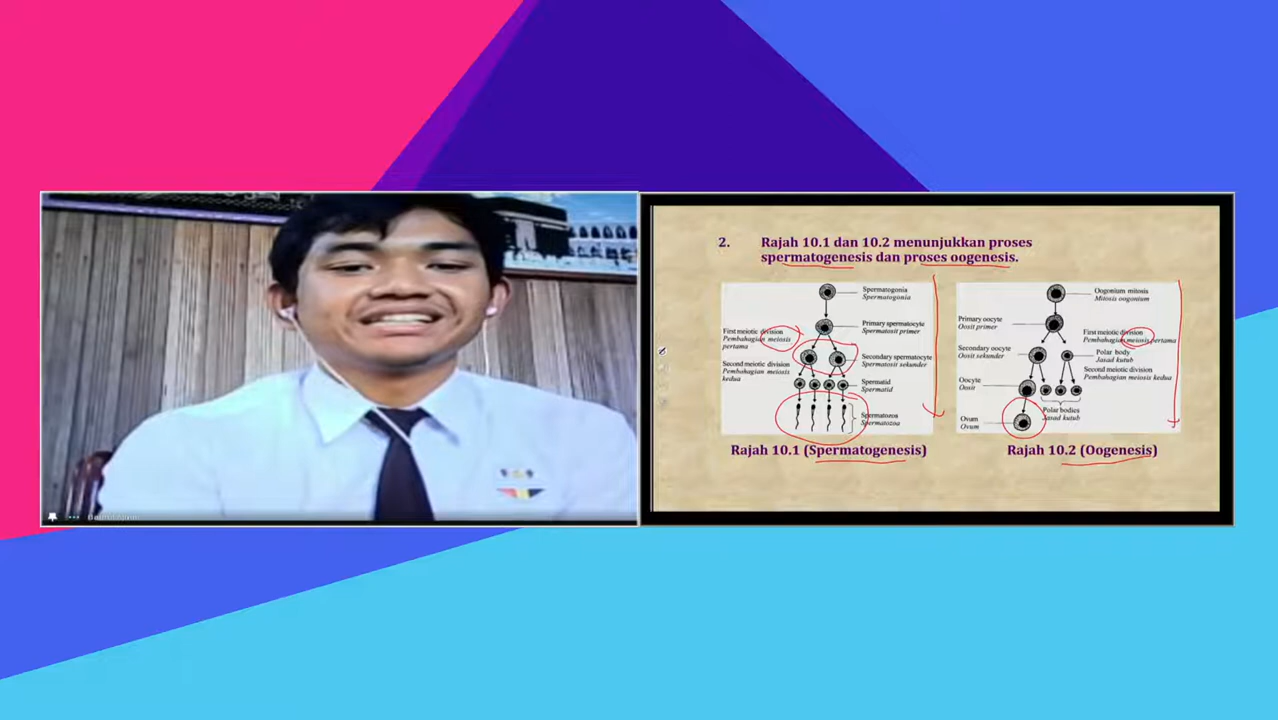 2. Rajah 10.1 dan 10.2 menunjukkan proses
spermatogenesis dan proses oogenesis.
Spermatogonia
Spermatogonia
Primary spermatocyte
Spermatosit primer
First meiotic division
Pembahagian meiosis
pertama
Secondary spermatocyte
Spermatosit sekunder
Second meiotic division
Pembahagian meiosis
kedua
Spermatid
Spermatid
Spermatozoa
Spermatozoa
Rajah 10.1 (Spermatogenesis)
Oogonium mitosis
Mitosis oogonium
Primary oocyte
Oosit primer
First meiotic division
Pembahagian meiosis pertama
Secondary oocyte
Oosit sekunder
Polar body
Jasad kutub
Second meiotic division
Pembahagian meiosis kedua
Oocyte
Oosit
Polar bodies
Jasad kutub
Ovum
Ovum
Rajah 10.2 (Oogenesis)